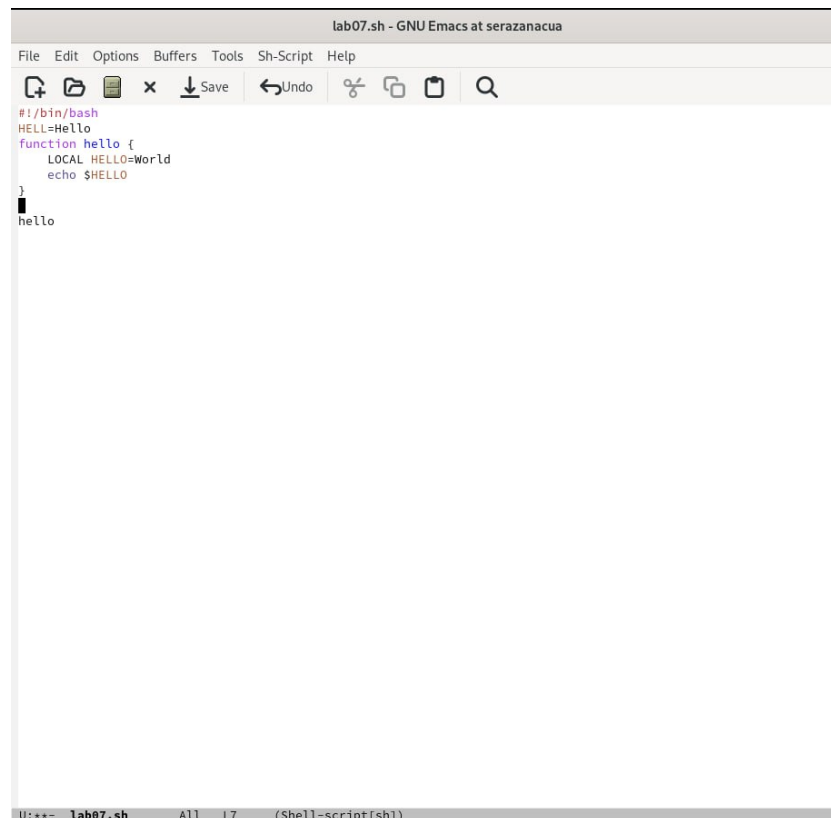 lab07.sh - GNU Emacs at serazanacua
File Edit Options Buffers Tools Sh-Script Help
Save Undo
#!/bin/bash
HELL=Hello
function hello {
    LOCAL HELLO=World
    echo $HELLO
}
hello
U:**- lab07.sh All L7 (Shell-script[sh])